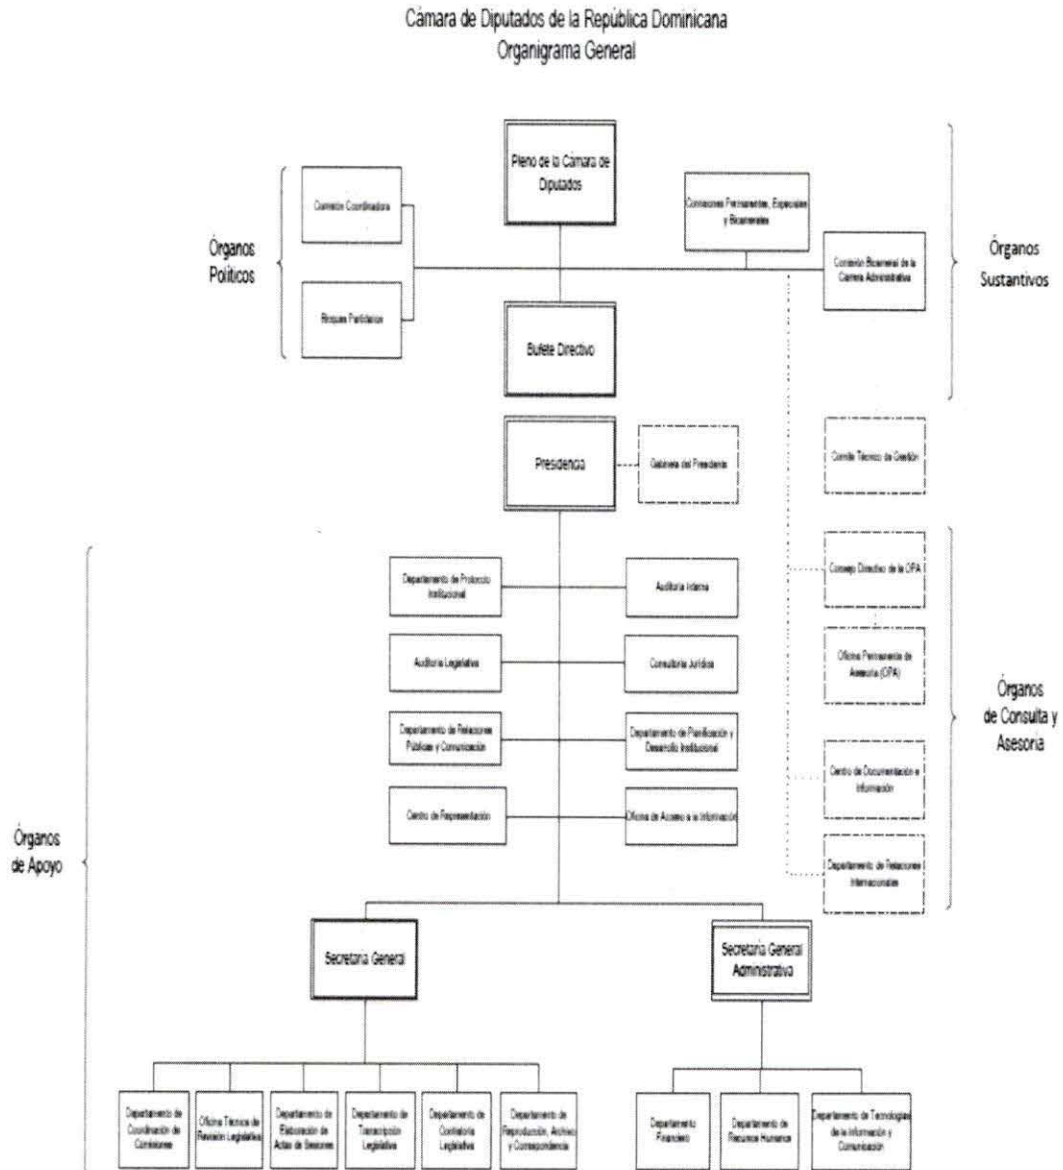 Cámara de Diputados de la República Dominicana
Organigrama General
Pleno de la Cámara de
Diputados
Comisión Coordinadora
Comisiones Permanentes, Especiales
y Bicamerales
Órganos
Políticos
Comisión Bicameral de la
Carrera Administrativa
Órganos
Sustantivos
Bloques Partidarios
Bufete Directivo
Presidencia
Gabinete del Presidente
Comité Técnico de Gestión
Departamento de Protocolo
Institucional
Auditoría Interna
Consejo Directivo de la OPA
Auditoría Legislativa
Consultoría Jurídica
Oficina Permanente de
Asesoría (OPA)
Órganos
de Consulta y
Asesoría
Departamento de Relaciones
Públicas y Comunicación
Departamento de Planificación y
Desarrollo Institucional
Centro de Documentación e
Información
Centro de Representación
Oficina de Acceso a la Información
Órganos
de Apoyo
Departamento de Relaciones
Internacionales
Secretaría General
Secretaría General
Administrativa
Departamento de
Coordinación de
Comisiones
Oficina Técnica de
Revisión Legislativa
Departamento de
Elaboración de
Actas de Sesiones
Departamento de
Transcripción
Legislativa
Departamento de
Contraloría
Legislativa
Departamento de
Reproducción, Archivo
y Correspondencia
Departamento
Financiero
Departamento de
Recursos Humanos
Departamento de Tecnologías
de la Información y
Comunicación